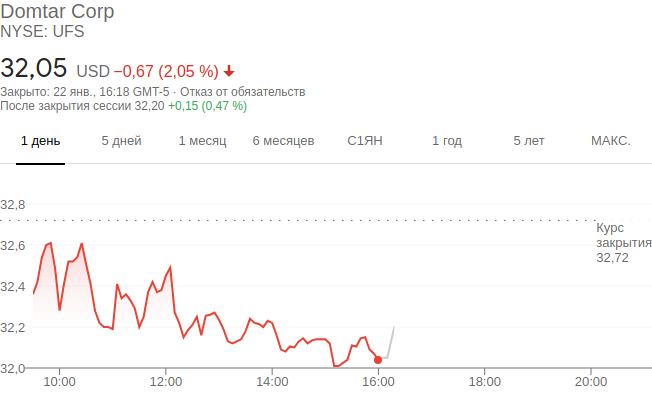 Domtar Corp
NYSE: UFS
32,05 USD −0,67 (2,05 %)
Закрыто: 22 янв., 16:18 GMT-5 · Отказ от обязательств
После закрытия сессии 32,20 +0,15 (0,47 %)
1 день 5 дней 1 месяц 6 месяцев С1ЯН 1 год 5 лет МАКС.
32,8
Курс
закрытия
32,72
32,6
32,4
32,2
32,0
10:00 12:00 14:00 16:00 18:00 20:00